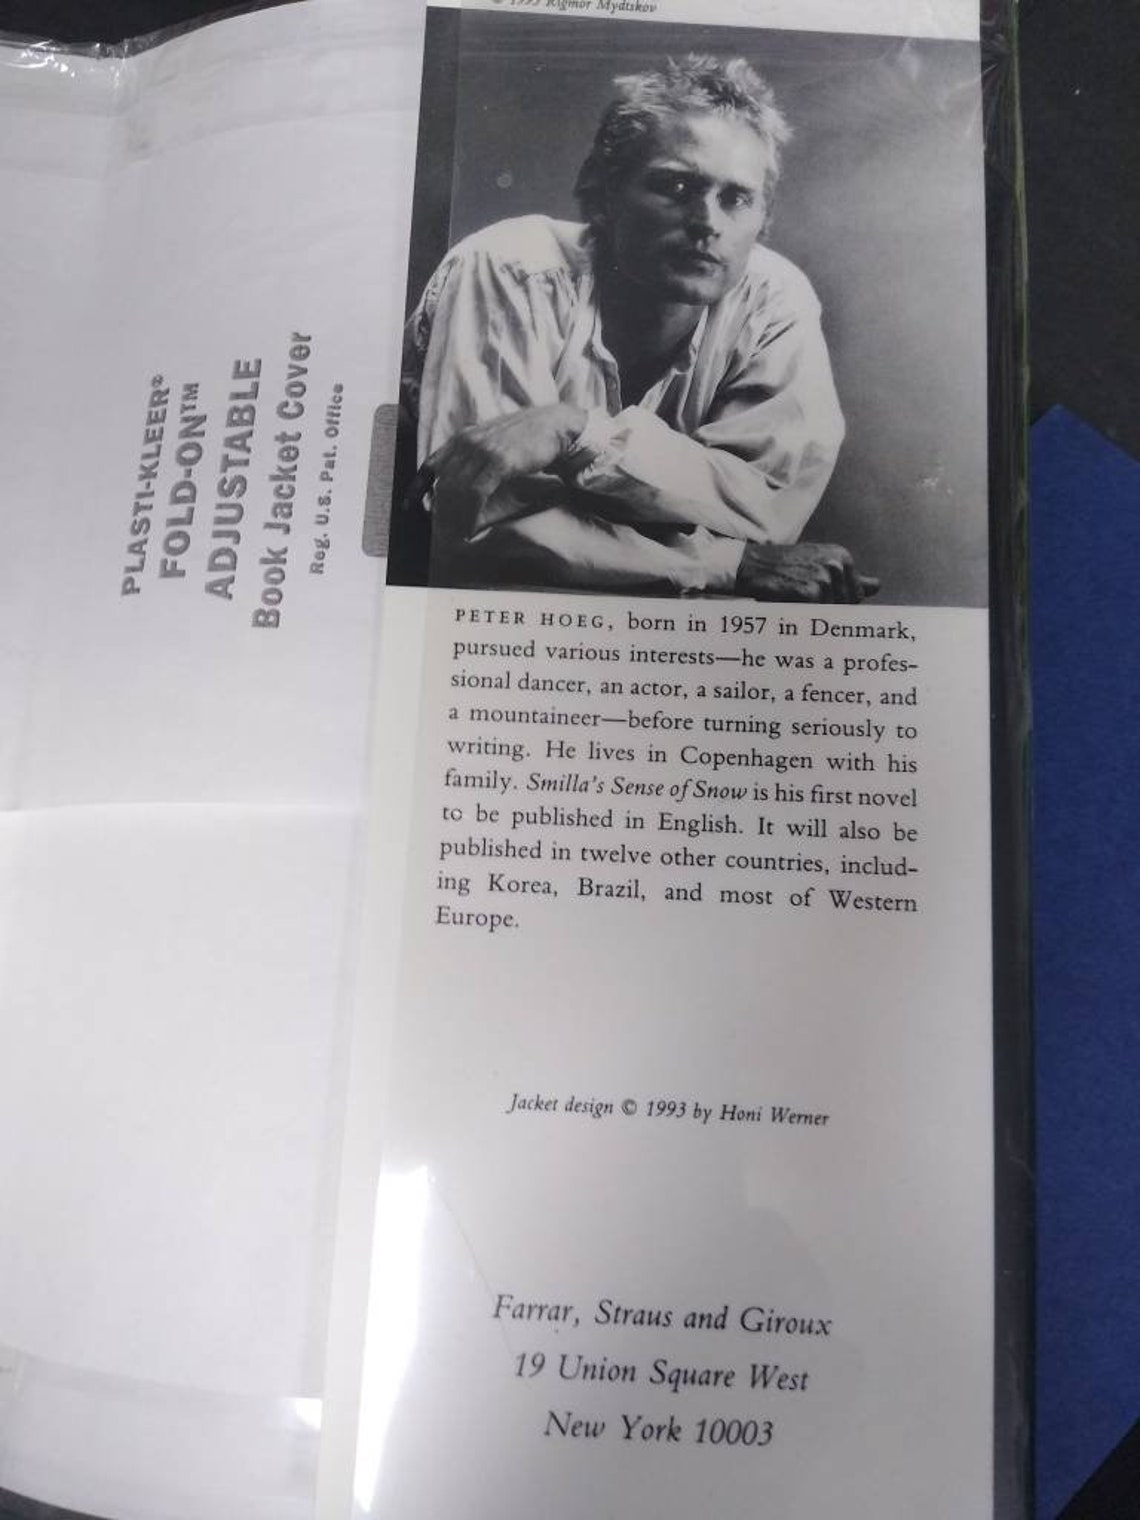 © 1993 Rigmor Mydtskov
PLASTI-KLEER®
FOLD-ON™
ADJUSTABLE
Book Jacket Cover
Reg. U.S. Pat. Office
PETER HOEG, born in 1957 in Denmark,
pursued various interests—he was a profes-
sional dancer, an actor, a sailor, a fencer, and
a mountaineer—before turning seriously to
writing. He lives in Copenhagen with his
family. Smilla's Sense of Snow is his first novel
to be published in English. It will also be
published in twelve other countries, includ-
ing Korea, Brazil, and most of Western
Europe.
Jacket design © 1993 by Honi Werner
Farrar, Straus and Giroux
19 Union Square West
New York 10003